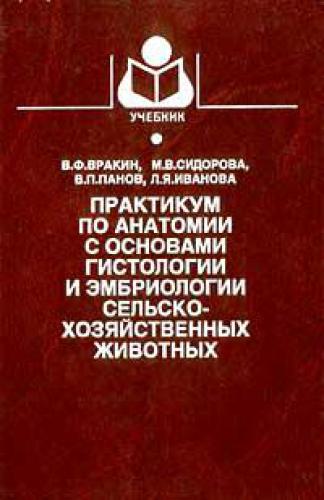 УЧЕБНИК
В.Ф.ВРАКИН, М.В.СИДОРОВА,
В.П.ПАНОВ, Л.Я.ИВАНОВА
ПРАКТИКУМ
ПО АНАТОМИИ
С ОСНОВАМИ
ГИСТОЛОГИИ
И ЭМБРИОЛОГИИ
СЕЛЬСКО-
ХОЗЯЙСТВЕННЫХ
ЖИВОТНЫХ